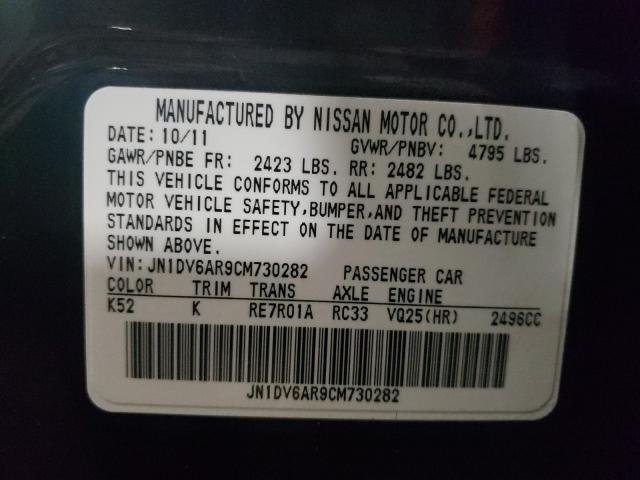 MANUFACTURED BY NISSAN MOTOR CO.,LTD.
DATE: 10/11 GVWR/PNBV: 4795 LBS.
GAWR/PNBE FR: 2423 LBS. RR: 2482 LBS.
THIS VEHICLE CONFORMS TO ALL APPLICABLE FEDERAL
MOTOR VEHICLE SAFETY,BUMPER,AND THEFT PREVENTION
STANDARDS IN EFFECT ON THE DATE OF MANUFACTURE
SHOWN ABOVE.
VIN: JN1DV6AR9CM730282 PASSENGER CAR
COLOR TRIM TRANS AXLE ENGINE
K52 K RE7R01A RC33 VQ25(HR) 2496CC
JN1DV6AR9CM730282